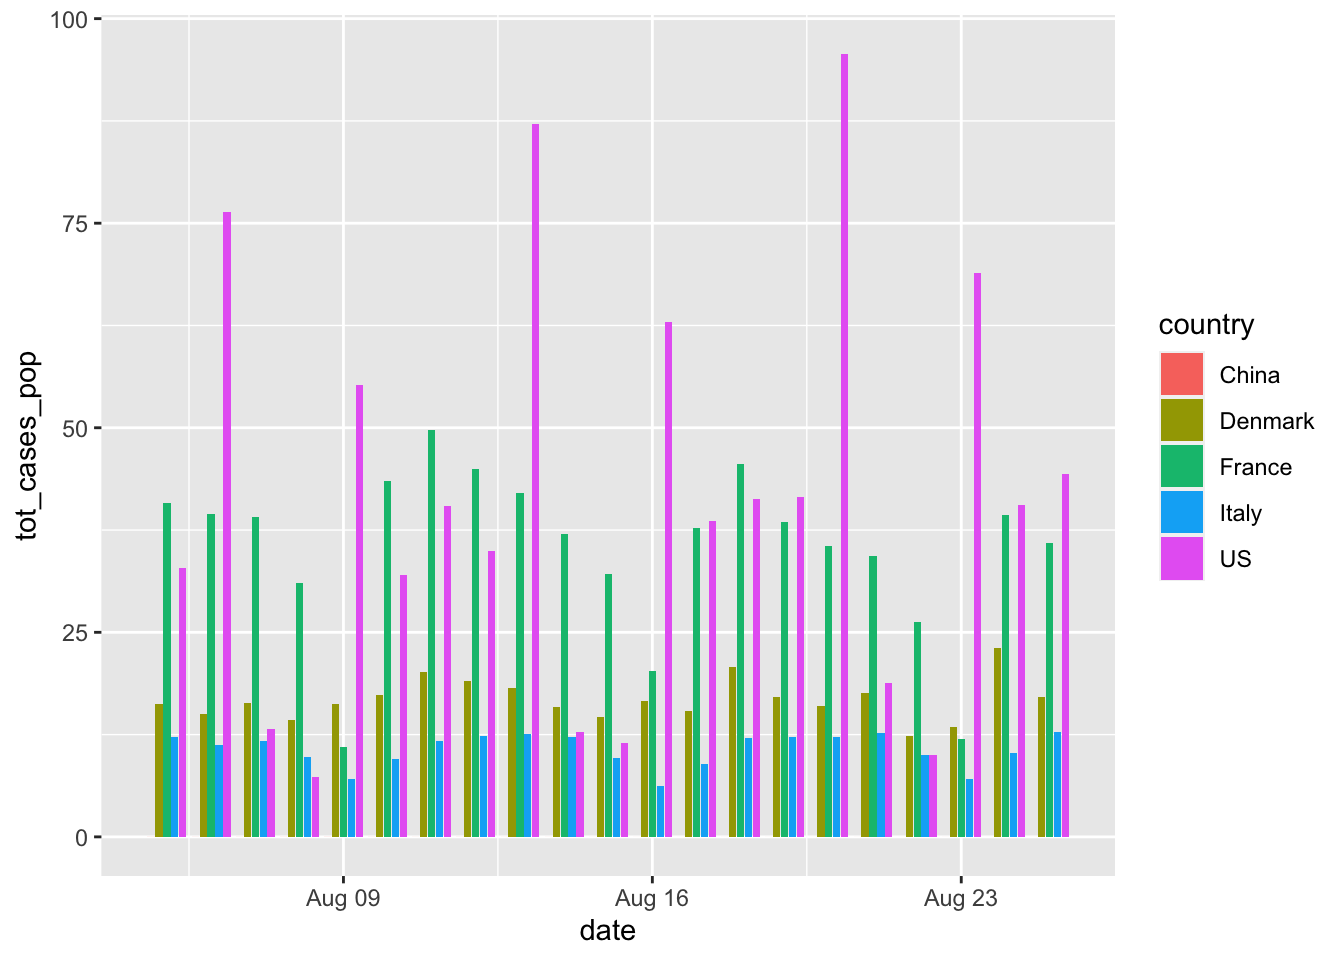 100
75
50
25
0
tot_cases_pop
Aug 09
Aug 16
Aug 23
date
country
China
Denmark
France
Italy
US